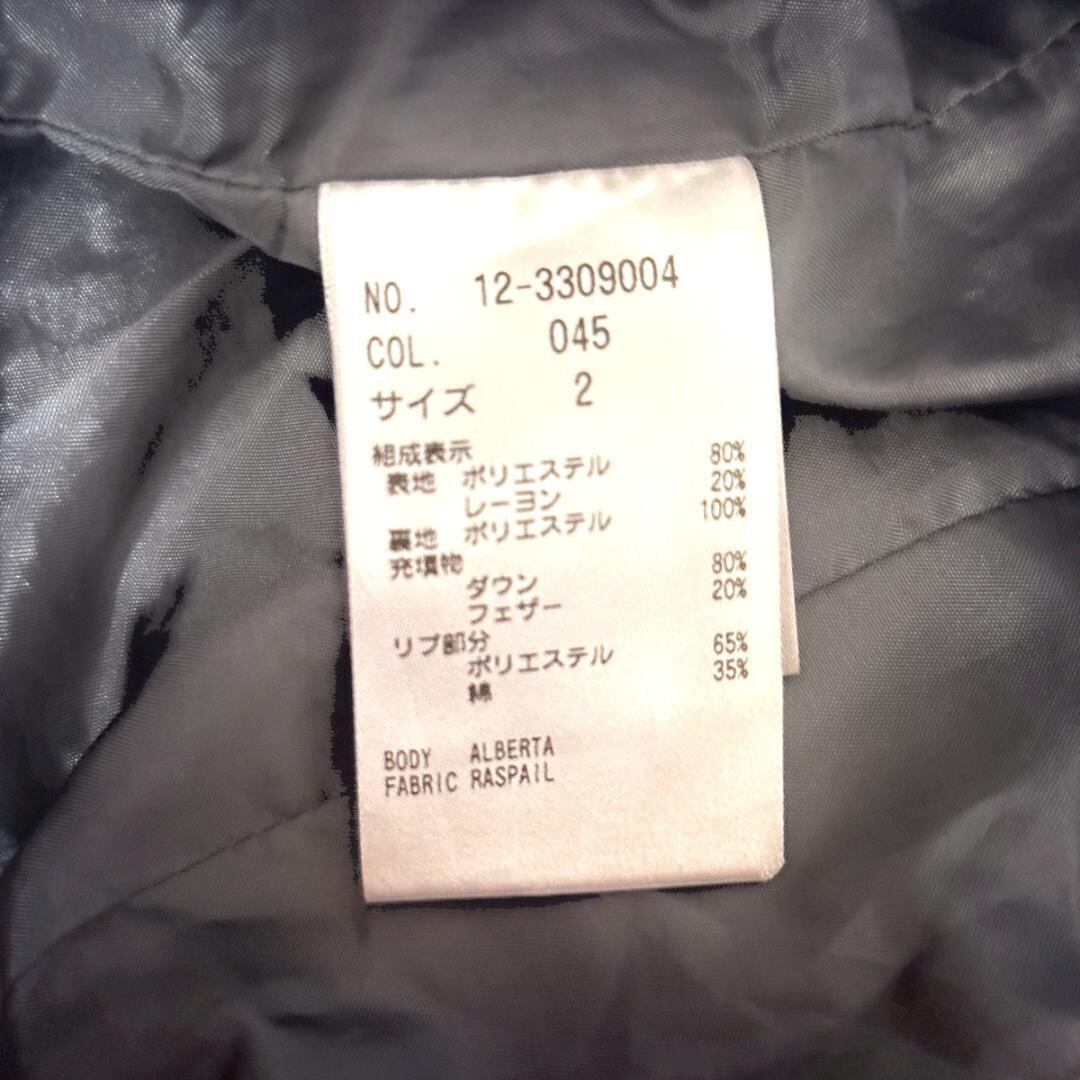 NO. 12-3309004
COL. 045
サイズ 2
組成表示
表地 ポリエステル 80%
レーヨン 20%
裏地 ポリエステル 100%
充填物
ダウン 80%
フェザー 20%
リブ部分
ポリエステル 65%
綿 35%
BODY ALBERTA
FABRIC RASPAIL